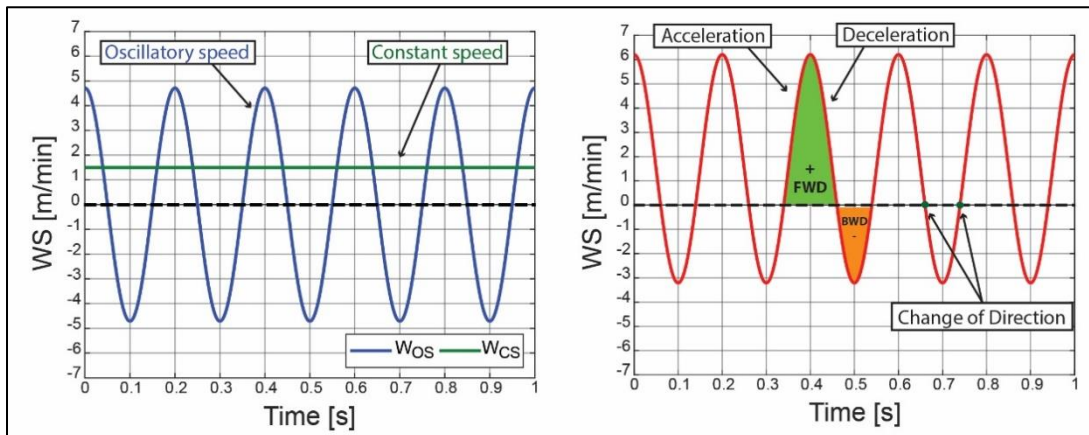 7
6
5
4
3
2
1
0
-1
-2
-3
-4
-5
-6
-7
WS [m/min]
Oscillatory speed
Constant speed
W_OS
W_CS
0 0.1 0.2 0.3 0.4 0.5 0.6 0.7 0.8 0.9 1
Time [s]
7
6
5
4
3
2
1
0
-1
-2
-3
-4
-5
-6
-7
WS [m/min]
Acceleration
Deceleration
+
FWD
BWD
-
Change of Direction
0 0.1 0.2 0.3 0.4 0.5 0.6 0.7 0.8 0.9 1
Time [s]